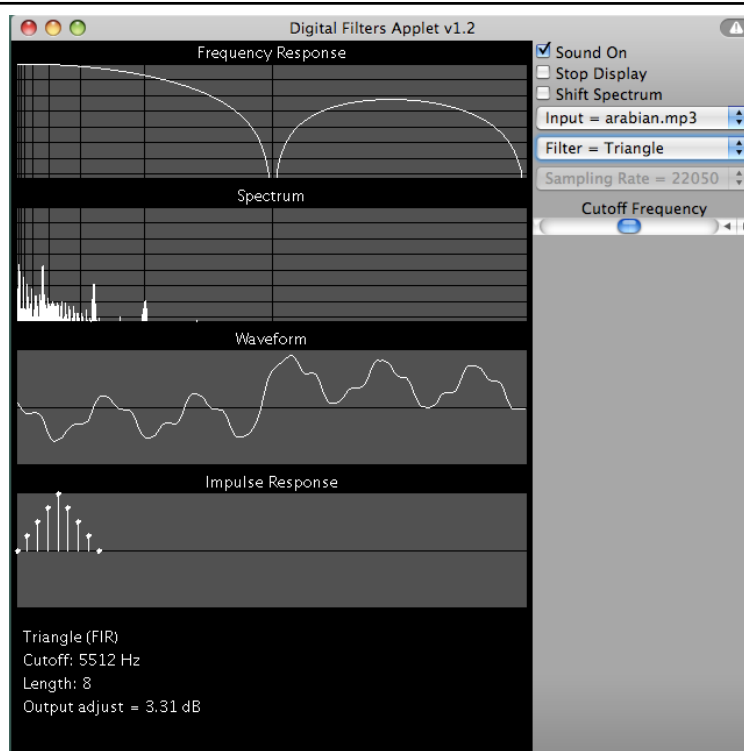 Digital Filters Applet v1.2
Frequency Response
Spectrum
Waveform
Impulse Response
Triangle (FIR)
Cutoff: 5512 Hz
Length: 8
Output adjust = 3.31 dB
Sound On
Stop Display
Shift Spectrum
Input = arabian.mp3
Filter = Triangle
Sampling Rate = 22050
Cutoff Frequency